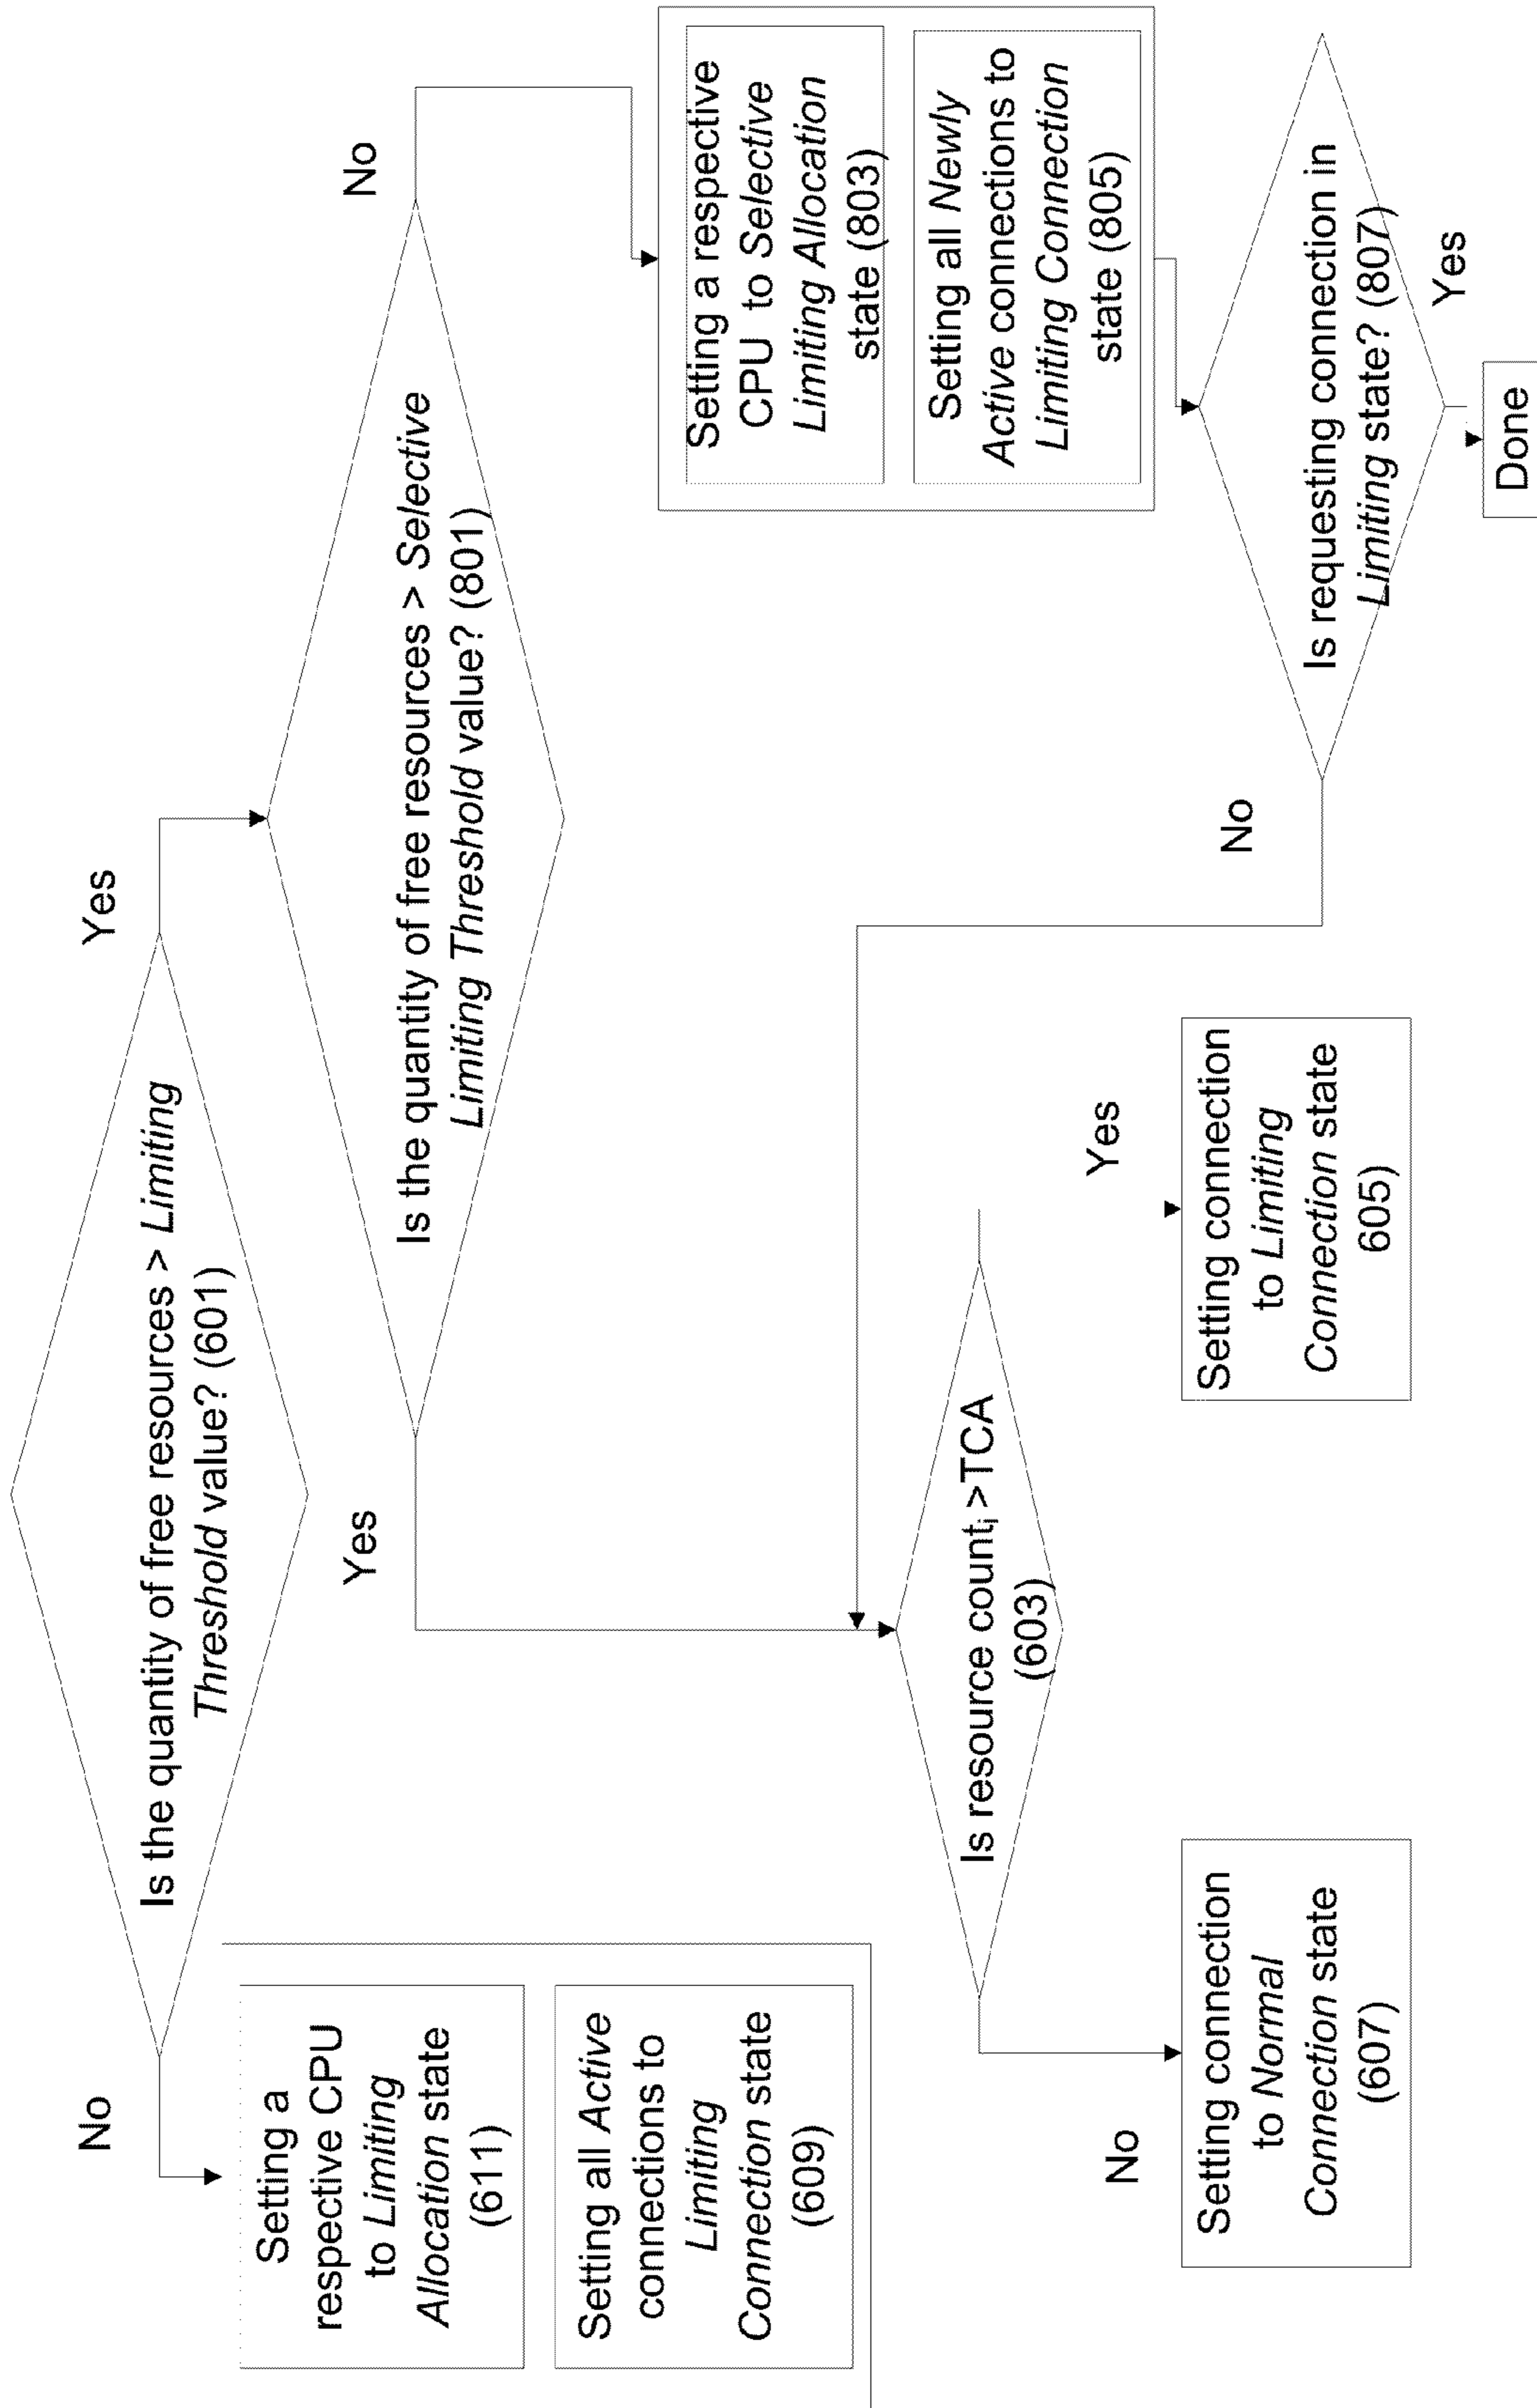 Is the quantity of free resources > Limiting
Threshold value? (601)
No
Yes
Setting a
respective CPU
to Limiting
Allocation state
(611)
Setting all Active
connections to
Limiting
Connection state
(609)
Is the quantity of free resources > Selective
Limiting Threshold value? (801)
Yes
No
Setting a respective
CPU to Selective
Limiting Allocation
state (803)
Setting all Newly
Active connections to
Limiting Connection
state (805)
Is requesting connection in
Limiting state? (807)
No
Yes
Done
Is resource countj >TCA
(603)
No
Yes
Setting connection
to Normal
Connection state
(607)
Setting connection
to Limiting
Connection state
605)